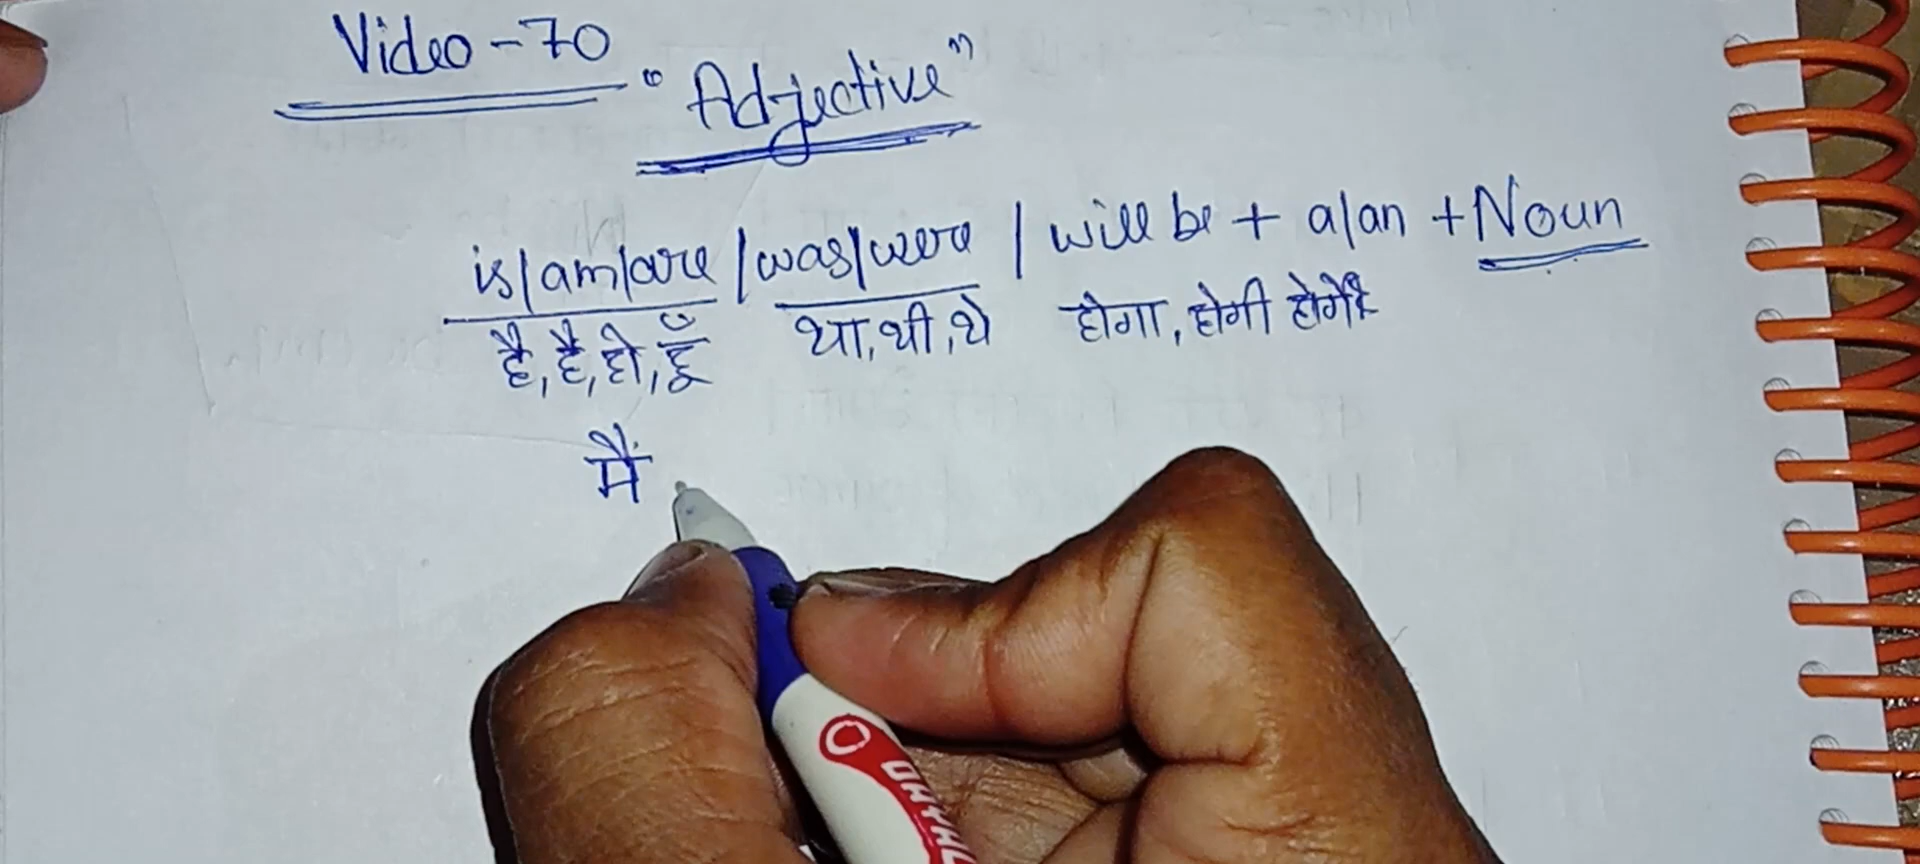 Video-70
"Adjective"
is/am/are/was/were/will be + a/an + Noun
है, है, हो, हूँ था, थी, थे होगा, होगी होगें
मैं